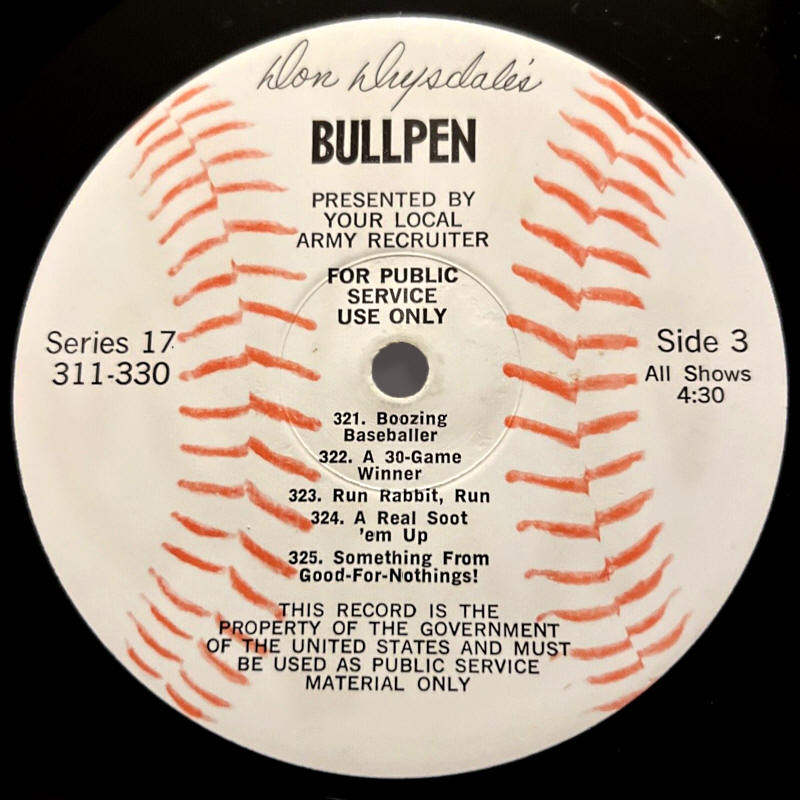 Don Drysdale's
BULLPEN
PRESENTED BY
YOUR LOCAL
ARMY RECRUITER
FOR PUBLIC
SERVICE
USE ONLY
Series 17
311-330
Side 3
All Shows
4:30
321. Boozing
Baseballer
322. A 30-Game
Winner
323. Run Rabbit, Run
324. A Real Soot
'em Up
325. Something From
Good-For-Nothings!
THIS RECORD IS THE
PROPERTY OF THE GOVERNMENT
OF THE UNITED STATES AND MUST
BE USED AS PUBLIC SERVICE
MATERIAL ONLY